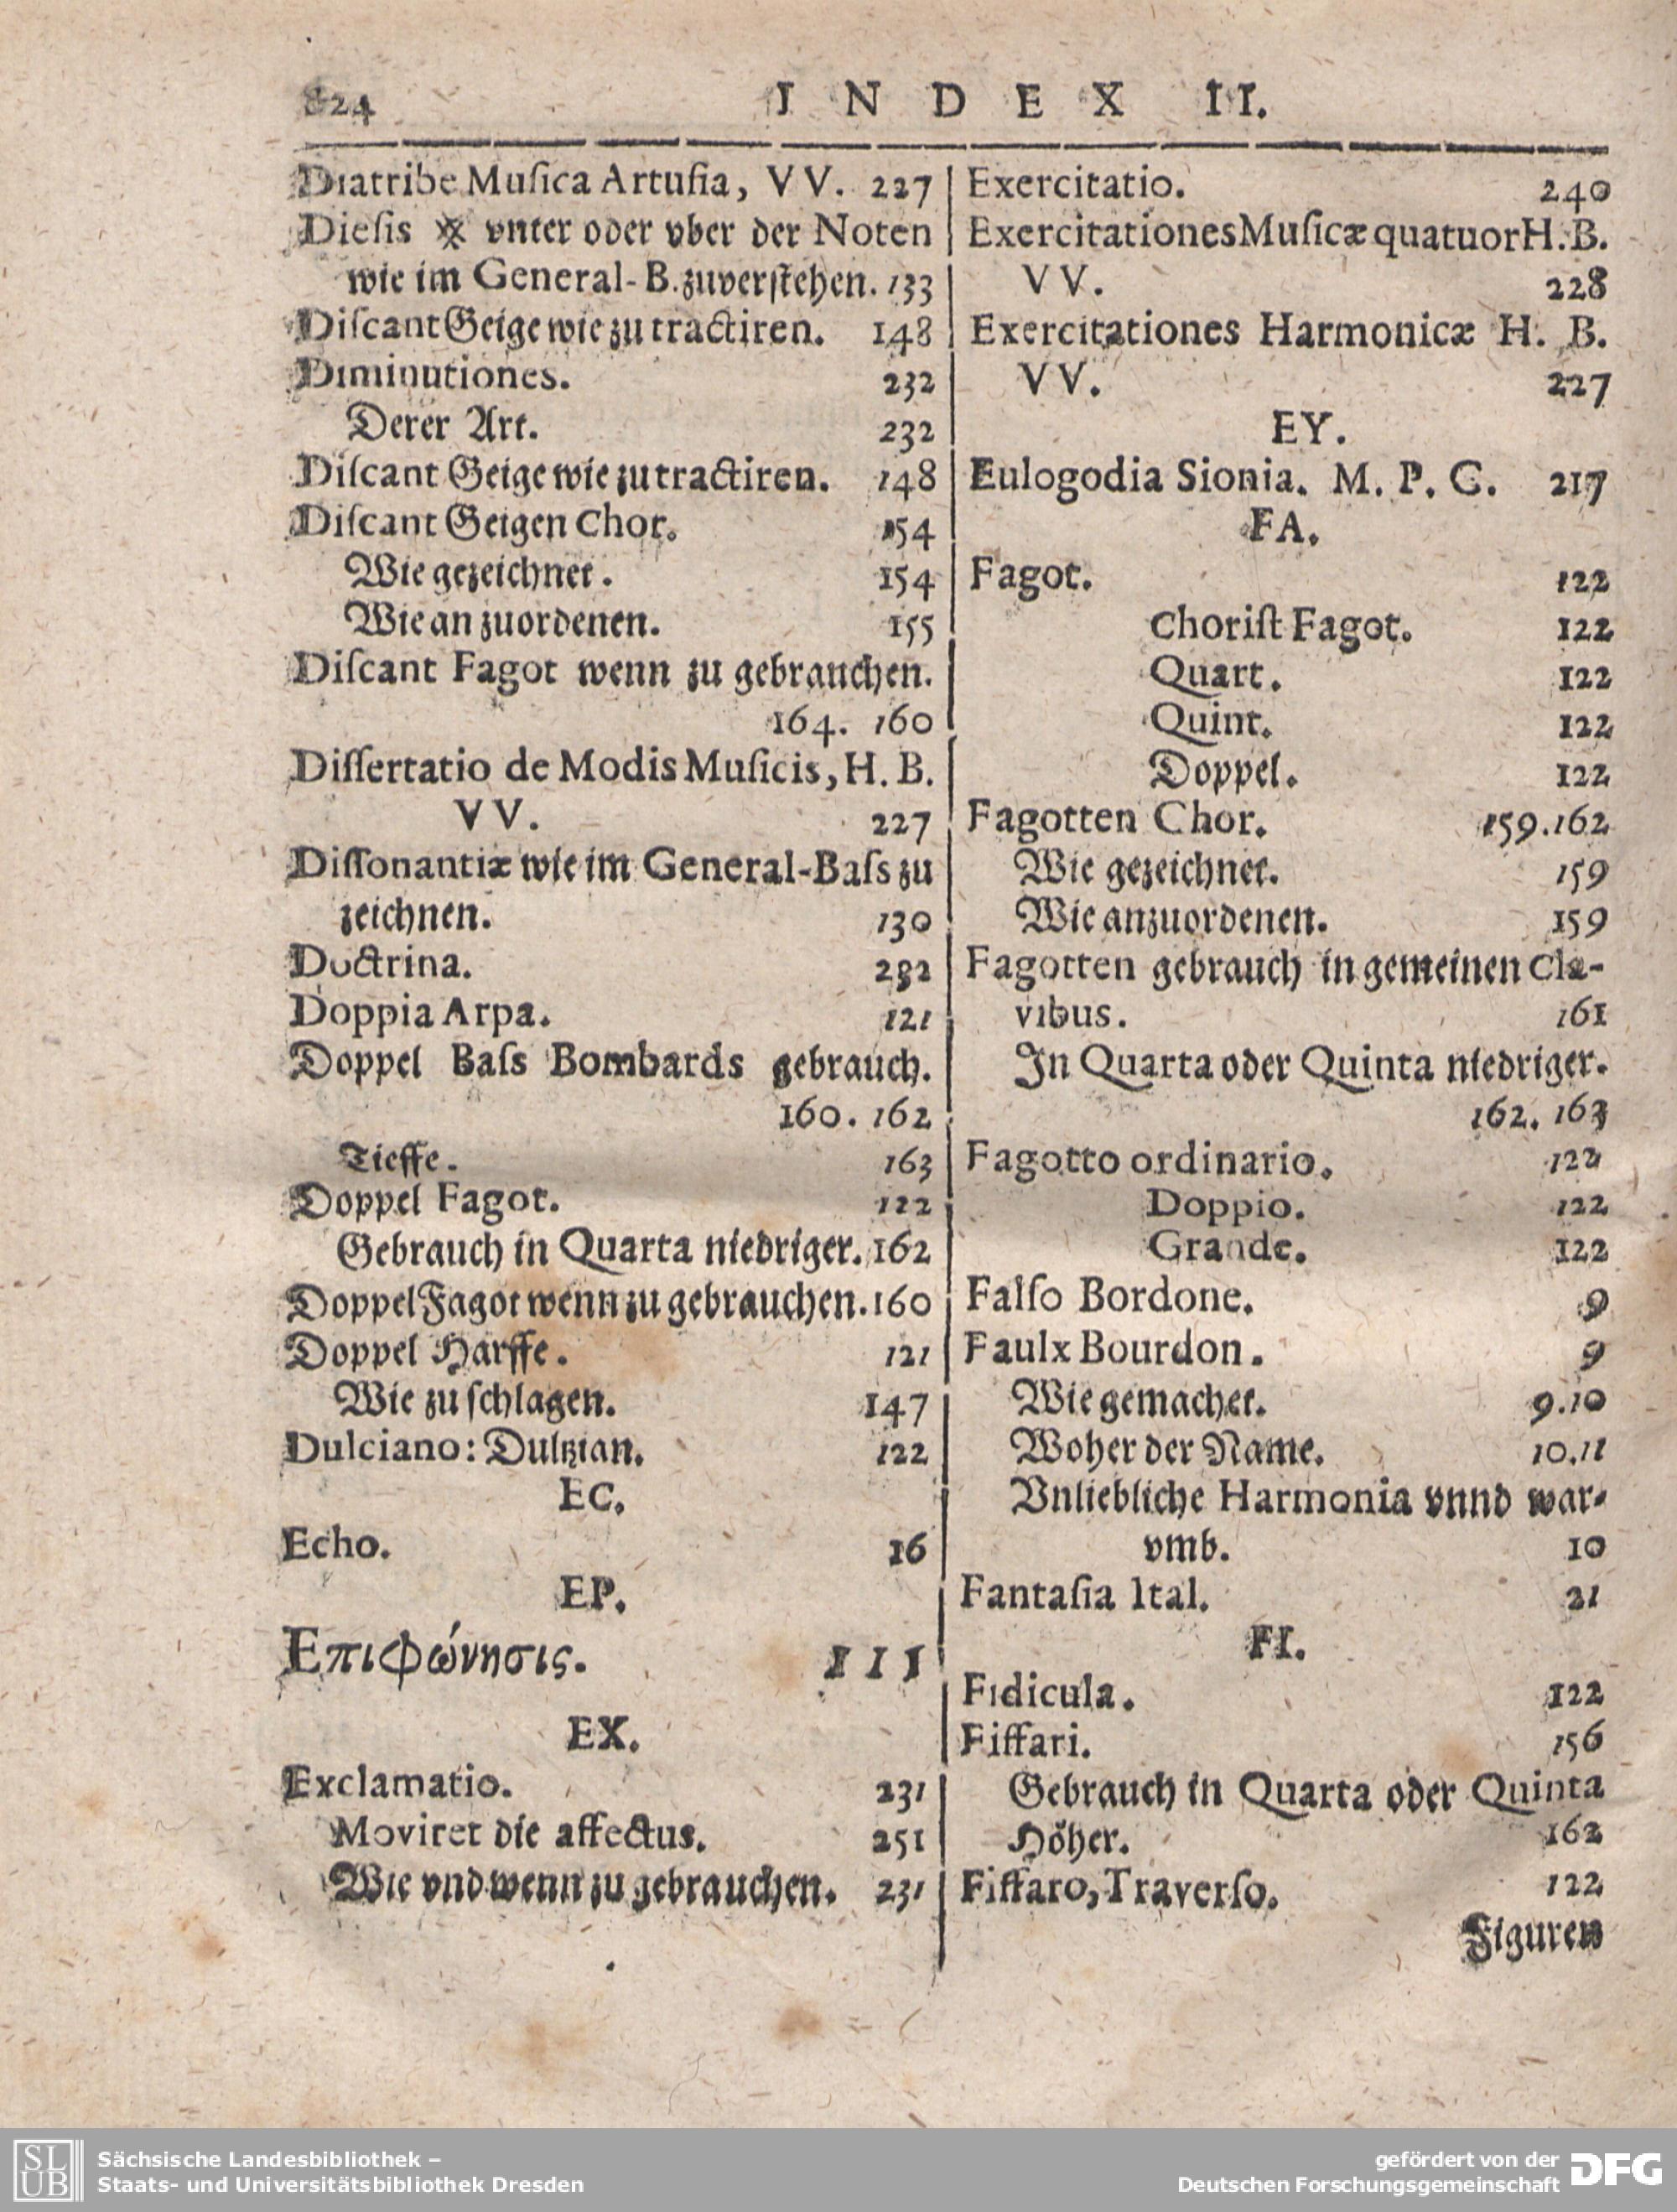 824 INDEX II.
Diatribe Muſica Artuſia, VV. 227
Dieſis unter oder vber der Noten
wie im General-B. zuverſtehen. 133
Diſcant Geige wie zu tractiren. 148
Diminutiones. 232
Derer Art. 232
Diſcant Geige wie zu tractiren. 148
Diſcant Geigen Chor. 154
Wie gezeichnet. 154
Wie an zuordenen. 155
Diſcant Fagot wenn zu gebrauchen.
164. 160
Diſſertatio de Modis Muſicis, H. B.
VV. 227
Diſſonantiæ wie im General-Baſs zu
zeichnen. 130
Doctrina.
Doppia Arpa. 121
Doppel Baſs Bombards gebrauch.
160. 162
Tieffe. 163
Doppel Fagot. 122
Gebrauch in Quarta niedriger. 162
Doppel Fagot wenn zu gebrauchen. 160
Doppel Harffe. 121
Wie zu ſchlagen. 147
Dulciano: Dultzian. 122
EC.
Echo. 16
EP.
Επιφώνησις. 111
EX.
Exclamatio. 231
Moviret die affectus. 251
Wie vnd wenn zu gebrauchen. 231
Exercitatio. 240
Exercitationes Muſicæ quatuor H. B.
VV. 228
Exercitationes Harmonicæ H. B.
VV. 227
EY.
Eulogodia Sionia. M. P. C. 217
FA.
Fagot. 122
Choriſt Fagot. 122
Quart. 122
Quint. 122
Doppel. 122
Fagotten Chor. 159.162
Wie gezeichnet. 159
Wie anzuordenen. 159
Fagotten gebrauch in gemeinen Cla-
vibus. 161
In Quarta oder Quinta niedriger.
162. 163
Fagotto ordinario. 122
Doppio. 122
Grande. 122
Falſo Bordone. 9
Faulx Bourdon. 9
Wie gemachet. 9.10
Woher der Name. 10.11
Vnliebliche Harmonia vnnd war-
vmb. 10
Fantaſia Ital. 21
FI.
Fidicula. 122
Fiffari. 156
Gebrauch in Quarta oder Quinta
Höher. 162
Fiffaro, Traverſo. 122
Figuren
SLUB
Sächsische Landesbibliothek –
Staats- und Universitätsbibliothek Dresden
gefördert von der
Deutschen Forschungsgemeinschaft
DFG